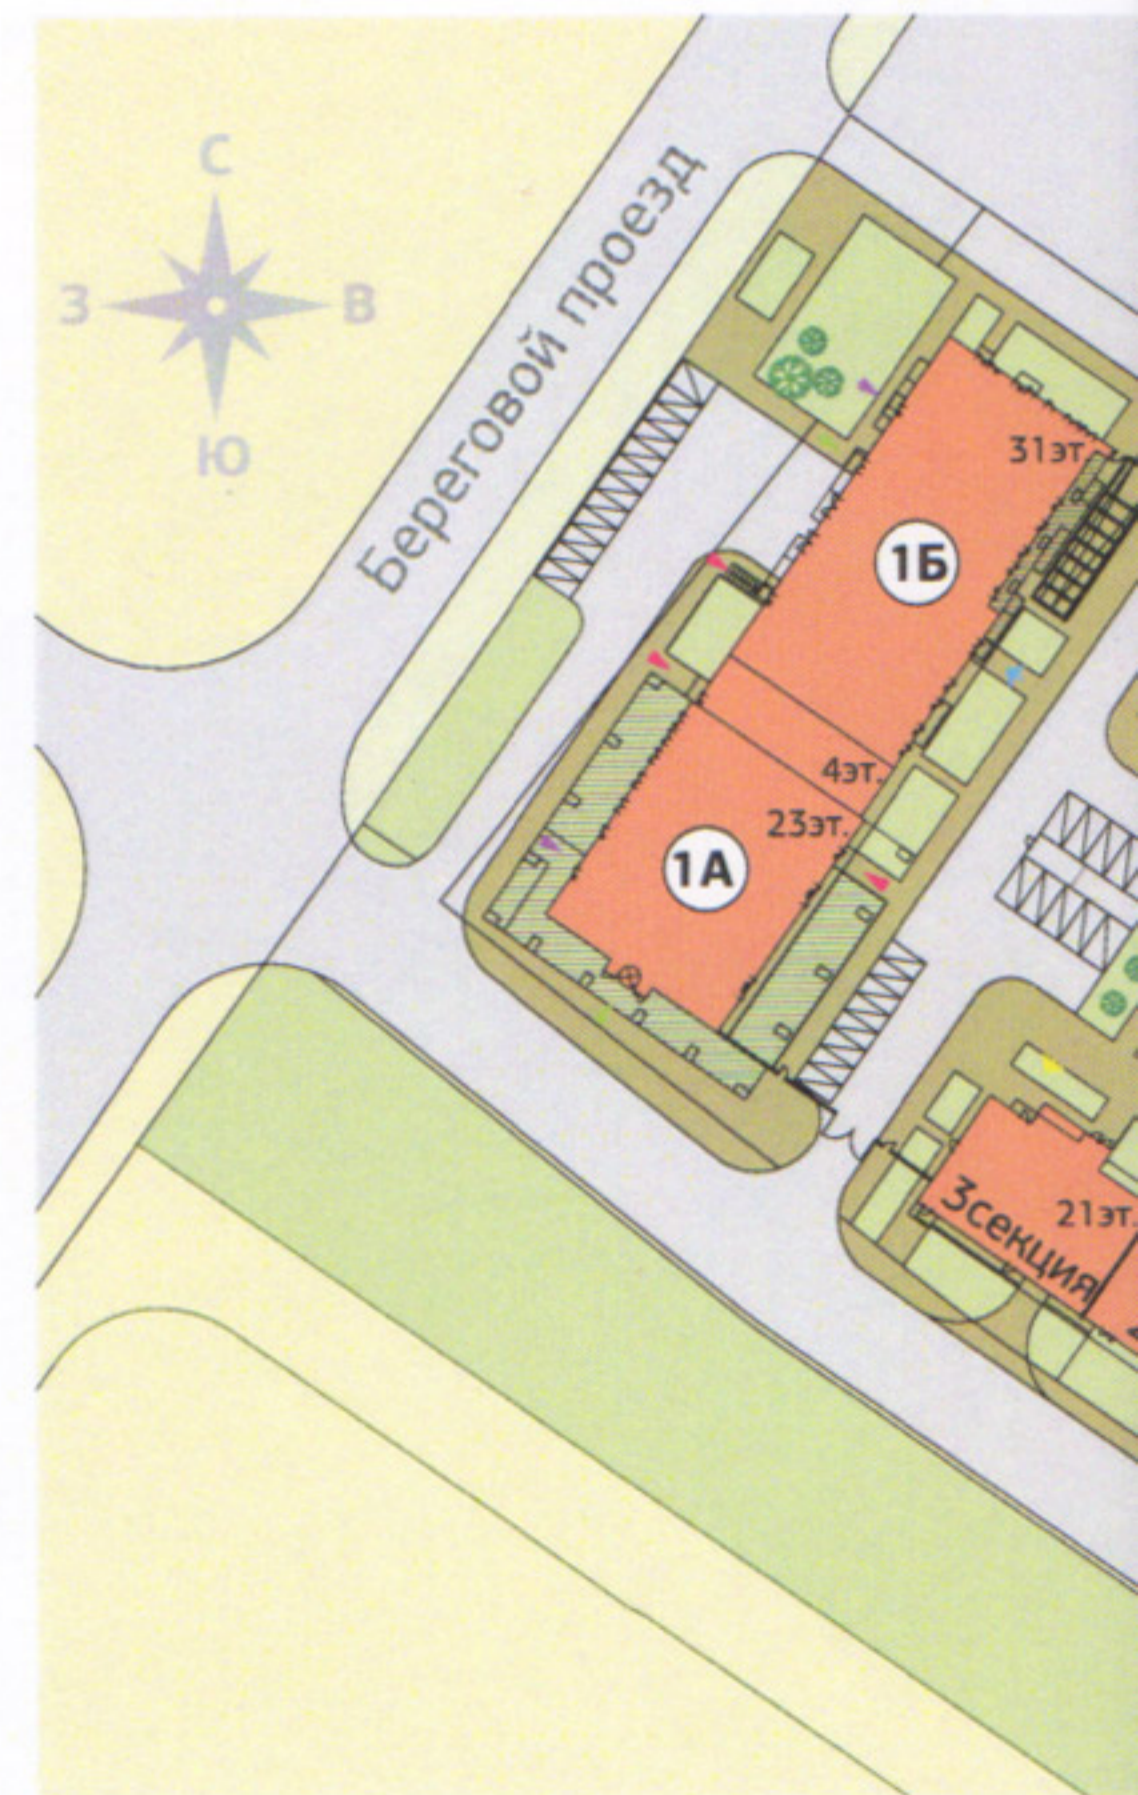 С
З
В
Ю
Береговой проезд
31эт.
1Б
4эт.
23эт.
1А
3секция
21эт.